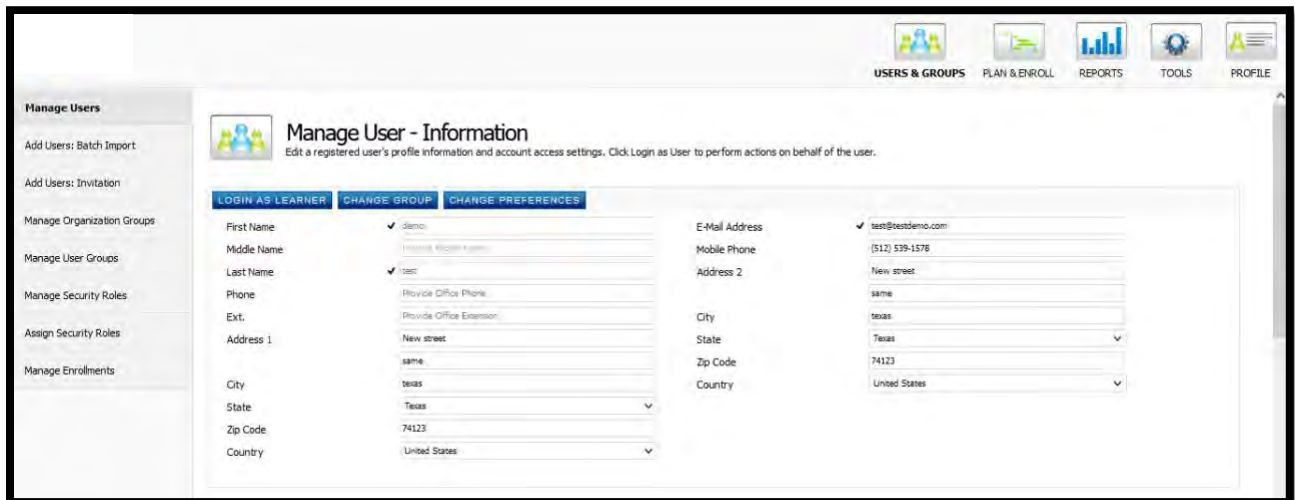 USERS & GROUPS PLAN & ENROLL REPORTS TOOLS PROFILE
Manage Users
Add Users: Batch Import
Add Users: Invitation
Manage Organization Groups
Manage User Groups
Manage Security Roles
Assign Security Roles
Manage Enrollments
Manage User - Information
Edit a registered user's profile information and account access settings. Click Login as User to perform actions on behalf of the user.
LOGIN AS LEARNER CHANGE GROUP CHANGE PREFERENCES
First Name demo
Middle Name
Last Name test
Phone Provide Office Phone
Ext. Provide Office Extension
Address 1 New street
same
City texas
State Texas
Zip Code 74123
Country United States
E-Mail Address test@testdemo.com
Mobile Phone (512) 539-1578
Address 2 New street
same
City texas
State Texas
Zip Code 74123
Country United States